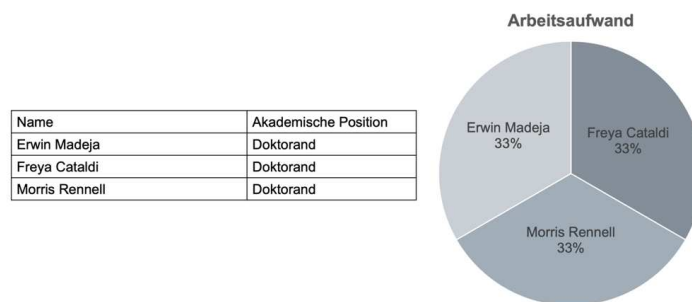 Arbeitsaufwand
Name Akademische Position
Erwin Madeja Doktorand
Freya Cataldi Doktorand
Morris Rennell Doktorand
Erwin Madeja
33%
Freya Cataldi
33%
Morris Rennell
33%